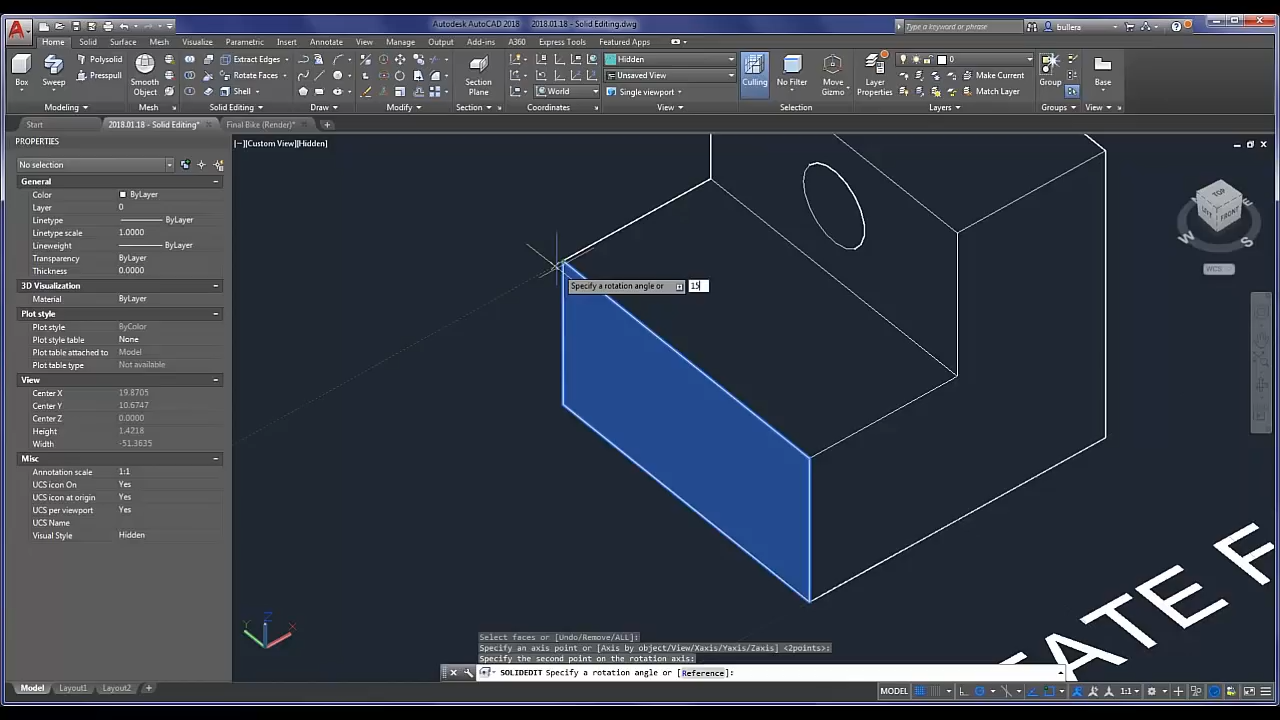 Autodesk AutoCAD 2018 2018.01.18 - Solid Editing.dwg
Type a keyword or phrase
bullera
Home Solid Surface Mesh Visualize Parametric Insert Annotate View Manage Output Add-ins A360 Express Tools Featured Apps
Polysolid
Extract Edges
Hidden
0
Presspull
Rotate Faces
Unsaved View
Make Current
Box Sweep
Smooth Object
Shell
Section Plane
World
Single viewport
Culling
No Filter
Move Gizmo
Layer Properties
Match Layer
Group
Base
Modeling
Mesh
Solid Editing
Draw
Modify
Section
Coordinates
View
Selection
Layers
Groups
View
Start 2018.01.18 - Solid Editing* Final Bike (Render)*
PROPERTIES
[−][Custom View][Hidden]
No selection
General
Color ByLayer
Layer 0
Linetype ByLayer
Linetype scale 1.0000
Lineweight ByLayer
Transparency ByLayer
Thickness 0.0000
3D Visualization
Material ByLayer
Plot style
Plot style ByColor
Plot style table None
Plot table attached to Model
Plot table type Not available
View
Center X 19.8705
Center Y 10.6747
Center Z 0.0000
Height 1.4218
Width -51.3635
Misc
Annotation scale 1:1
UCS icon On Yes
UCS icon at origin Yes
UCS per viewport Yes
UCS Name
Visual Style Hidden
TOP
LEFT FRONT
E
W S
WCS
Specify a rotation angle or 15
ATE F
Y Z X
Select faces or [Undo/Remove/ALL]:
Specify an axis point or [Axis by object/View/Xaxis/Yaxis/Zaxis] <2points>:
Specify the second point on the rotation axis:
SOLIDEDIT Specify a rotation angle or [Reference]:
Model Layout1 Layout2 +
MODEL
1:1